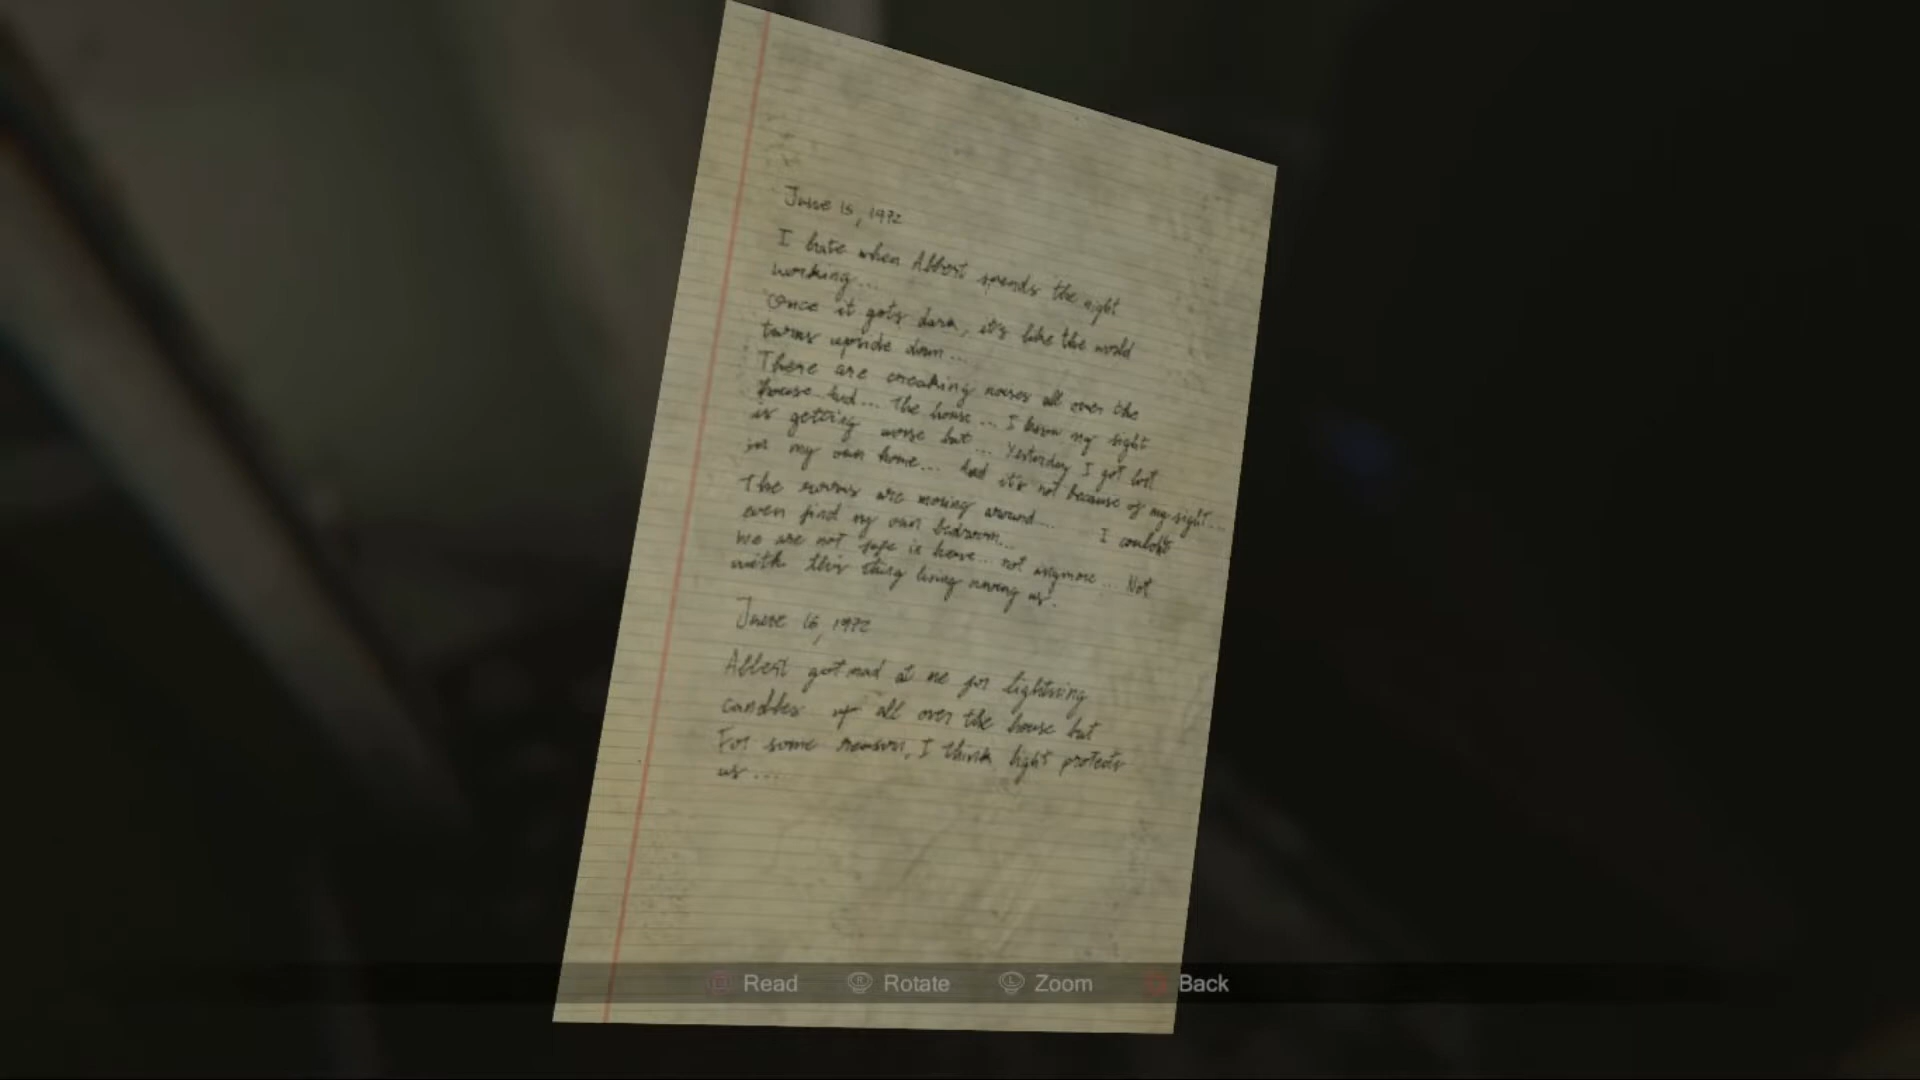 June 15, 1972
I hate when Albert spends the night
working...
Once it gots dark, it's like the world
turns upside down...
There are creaking noises all over the
house. And... The house... I know my sight
is getting worse but... Yesterday I got lost
in my own home... And it's not because of my sight...
The rooms are moving around... I couldn't
even find my own bedroom...
We are not safe in here... not anymore... Not
with this thing living among us.
June 16, 1972
Albert got mad at me for lightning
candles up all over the house but
For some reason, I think light protects
us...
Read Rotate Zoom Back